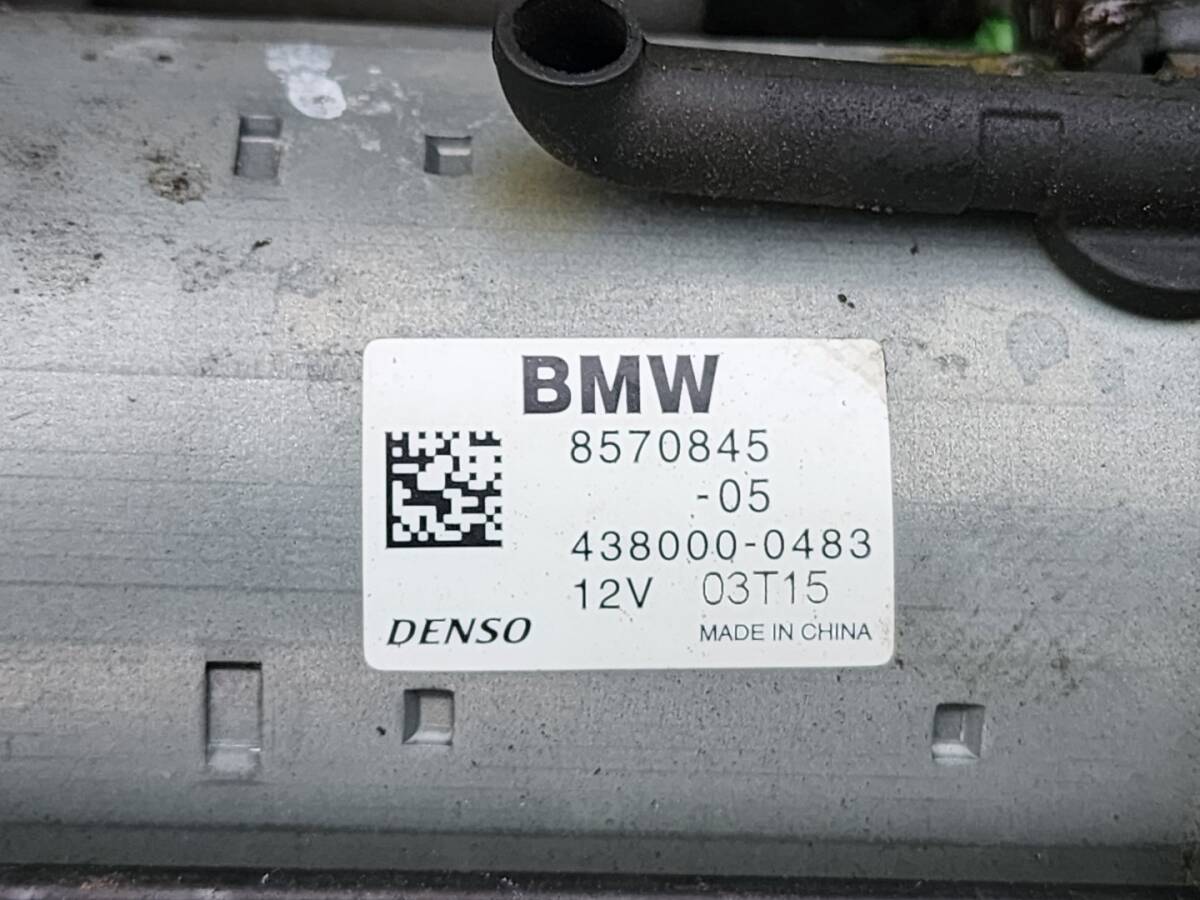 BMW
8570845
-05
438000-0483
12V 03T15
DENSO MADE IN CHINA